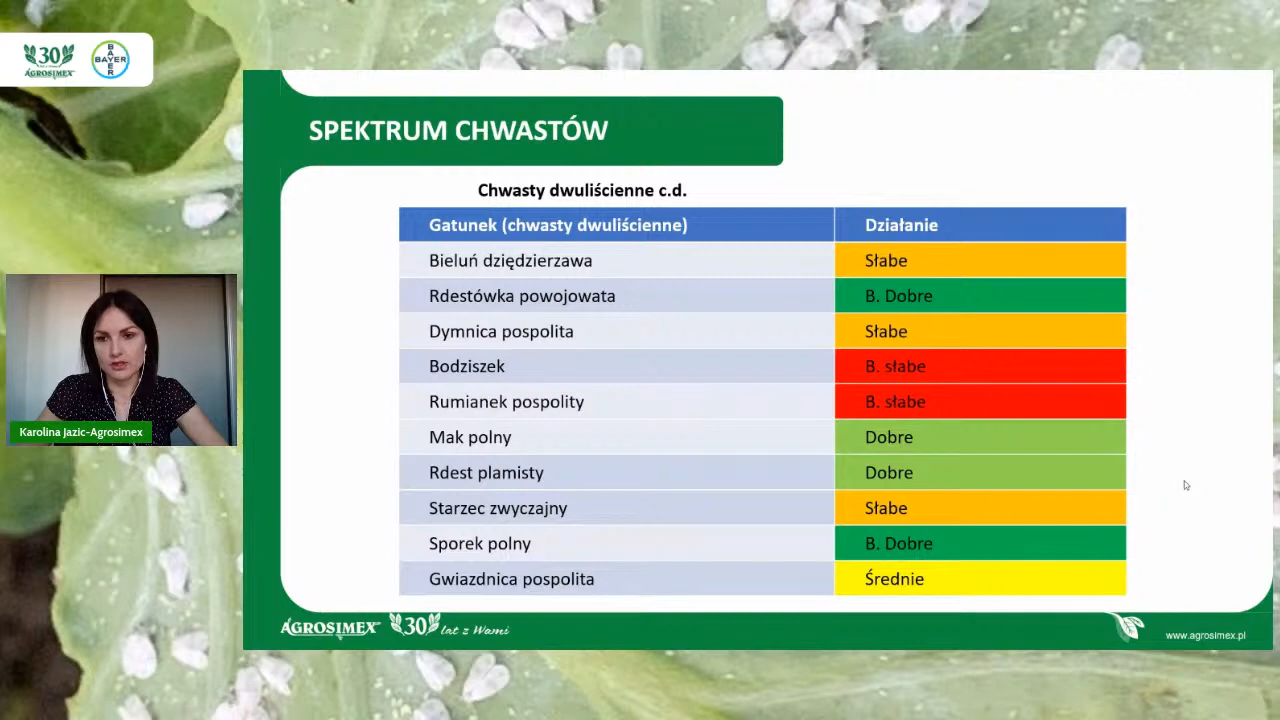 30
AGROSIMEX
BAYER
BAYER
SPEKTRUM CHWASTÓW
Chwasty dwuliścienne c.d.
Gatunek (chwasty dwuliścienne) Działanie
Bieluń dziędzierzawa Słabe
Rdestówka powojowata B. Dobre
Dymnica pospolita Słabe
Bodziszek B. słabe
Rumianek pospolity B. słabe
Mak polny Dobre
Rdest plamisty Dobre
Starzec zwyczajny Słabe
Sporek polny B. Dobre
Gwiazdnica pospolita Średnie
Karolina Jazic-Agrosimex
AGROSIMEX 30 lat z Wami
www.agrosimex.pl